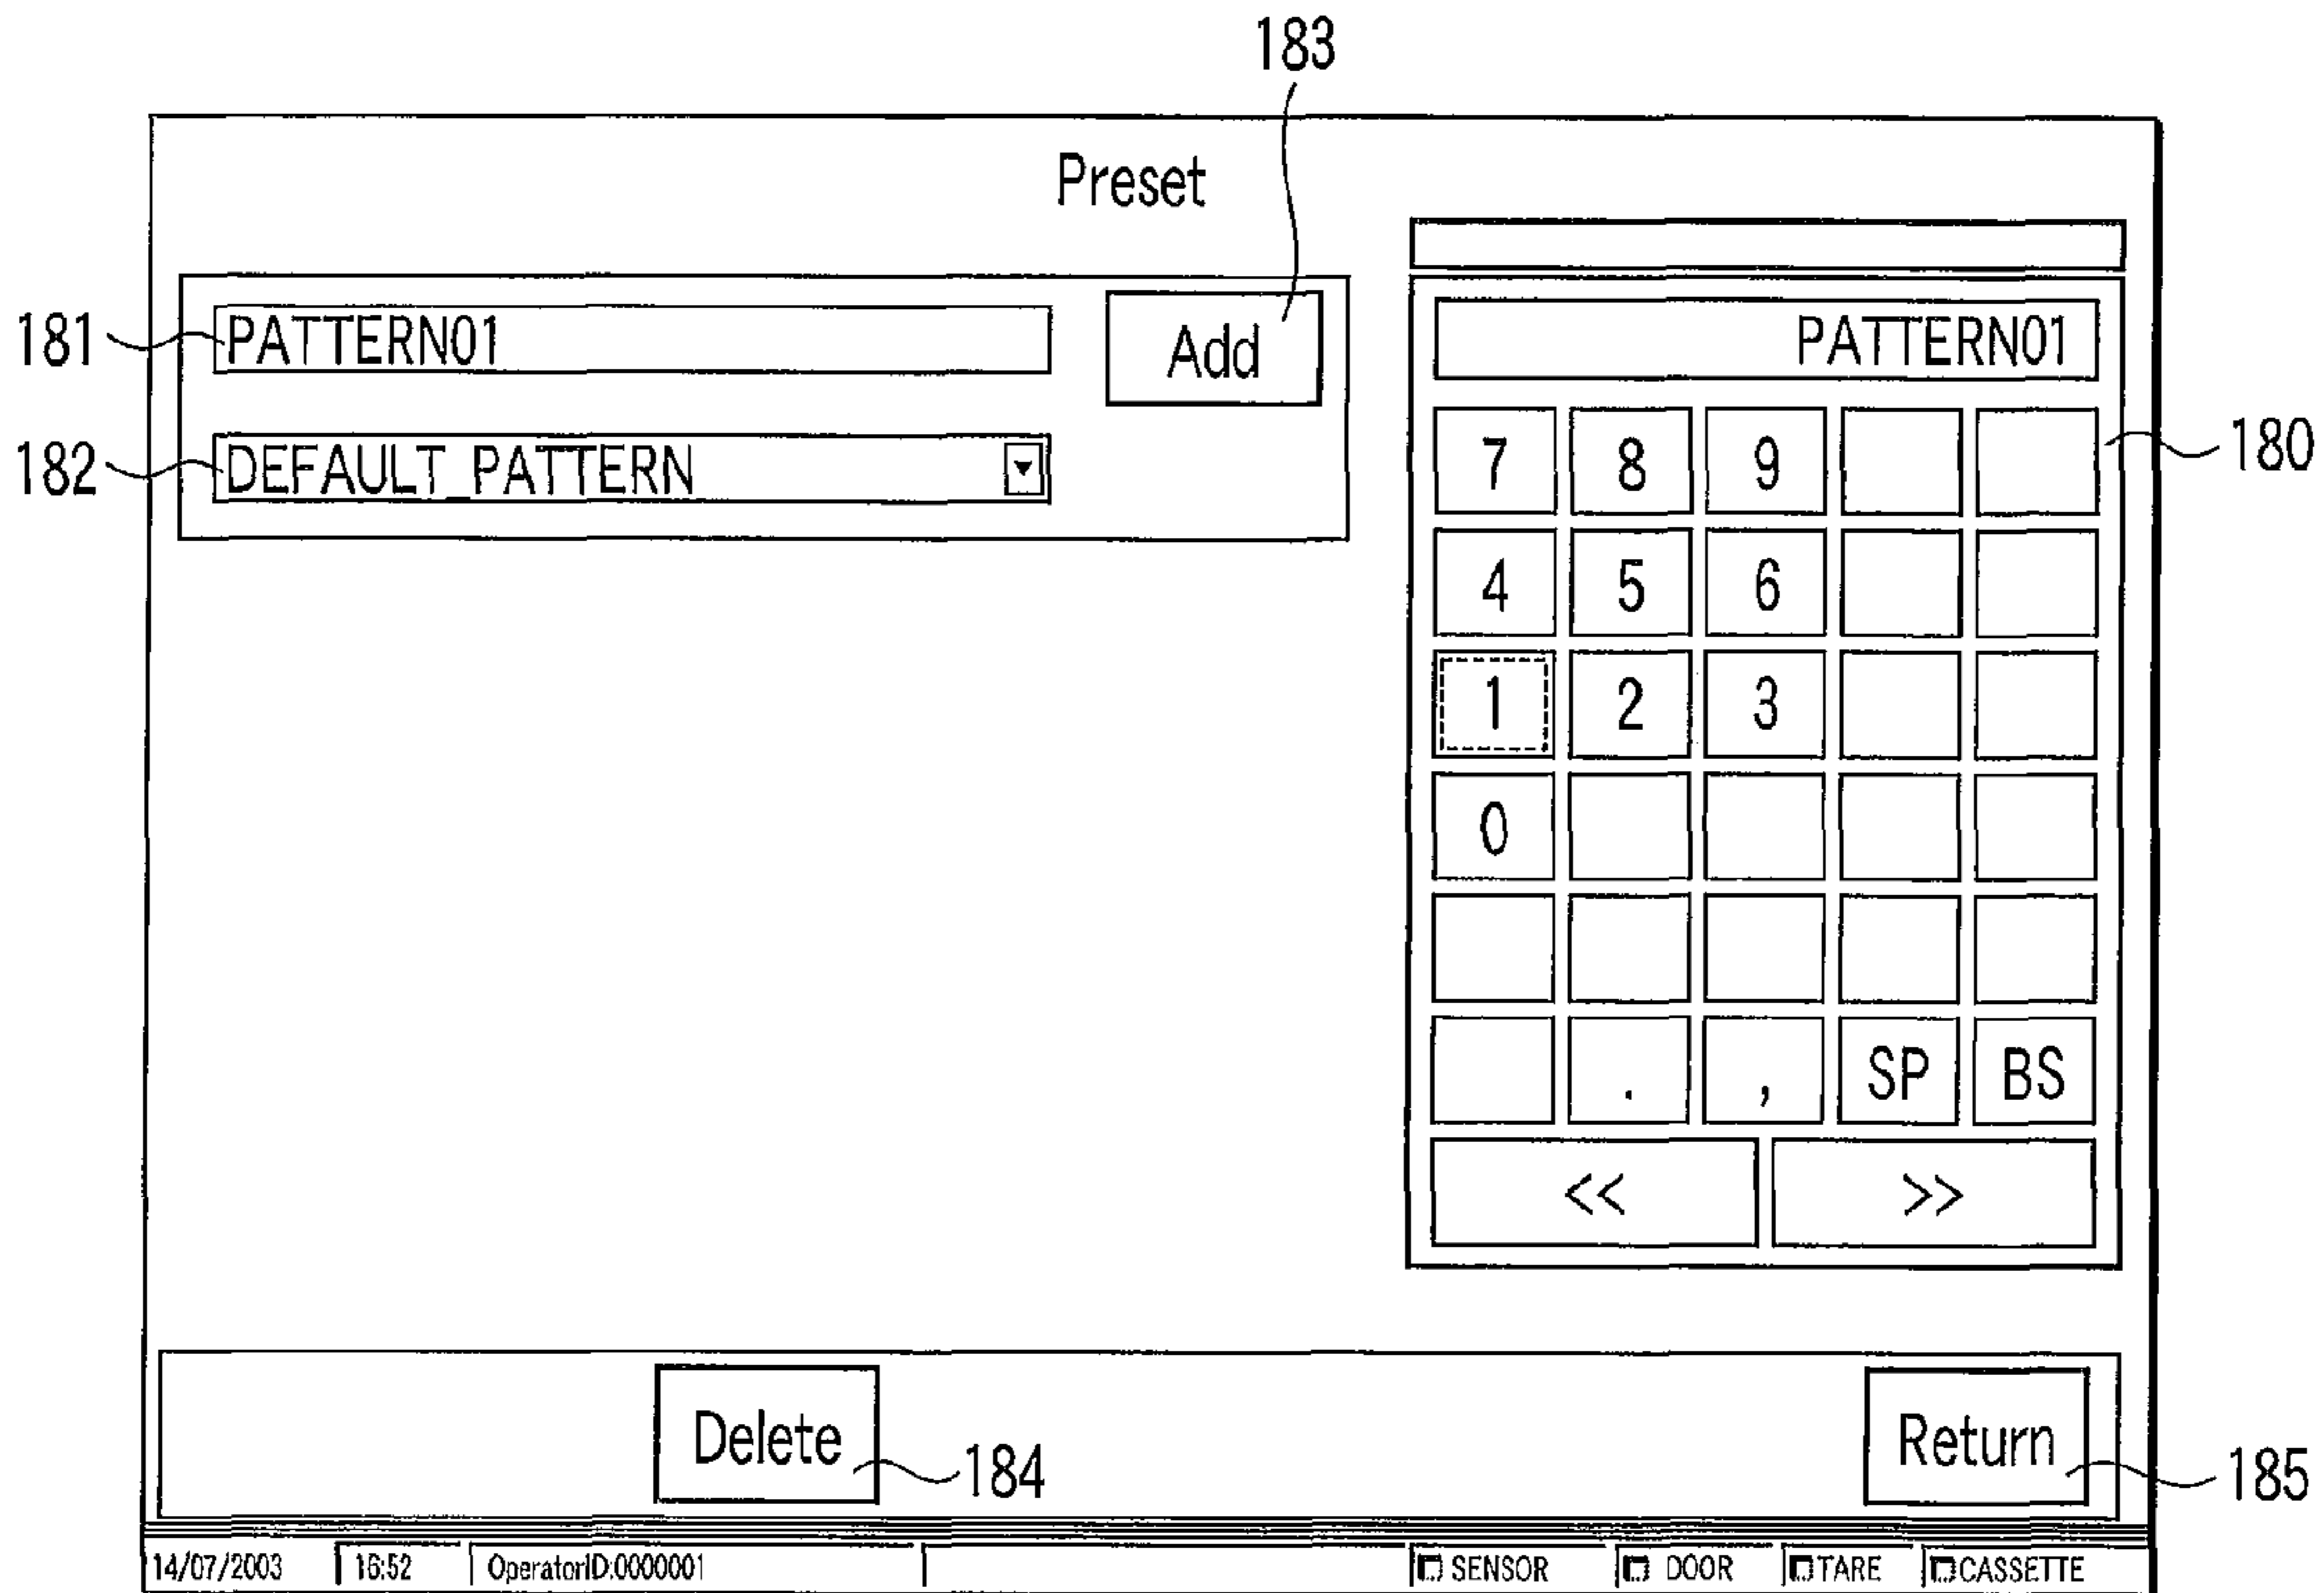 183
Preset
181
PATTERN01
Add
PATTERN01
182
DEFAULT_PATTERN
180
7 8 9
4 5 6
1 2 3
0
. , SP BS
<< >>
Delete
184
Return
185
14/07/2003 16:52 OperatorID:0000001 SENSOR DOOR TARE CASSETTE